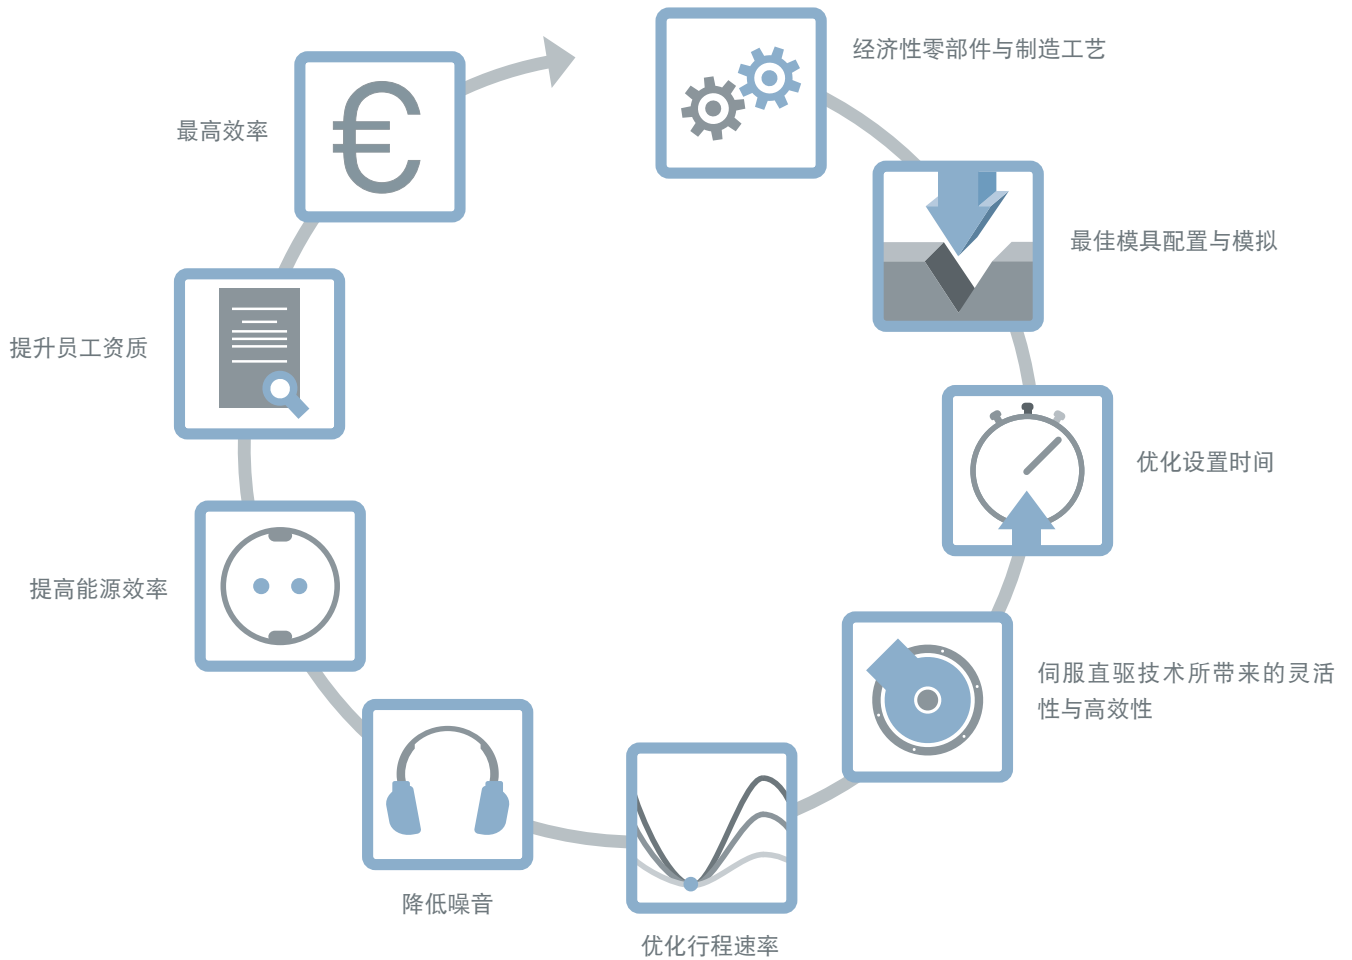 经济性零部件与制造工艺
最佳模具配置与模拟
优化设置时间
伺服直驱技术所带来的灵活
性与高效性
优化行程速率
降低噪音
提高能源效率
提升员工资质
最高效率
€